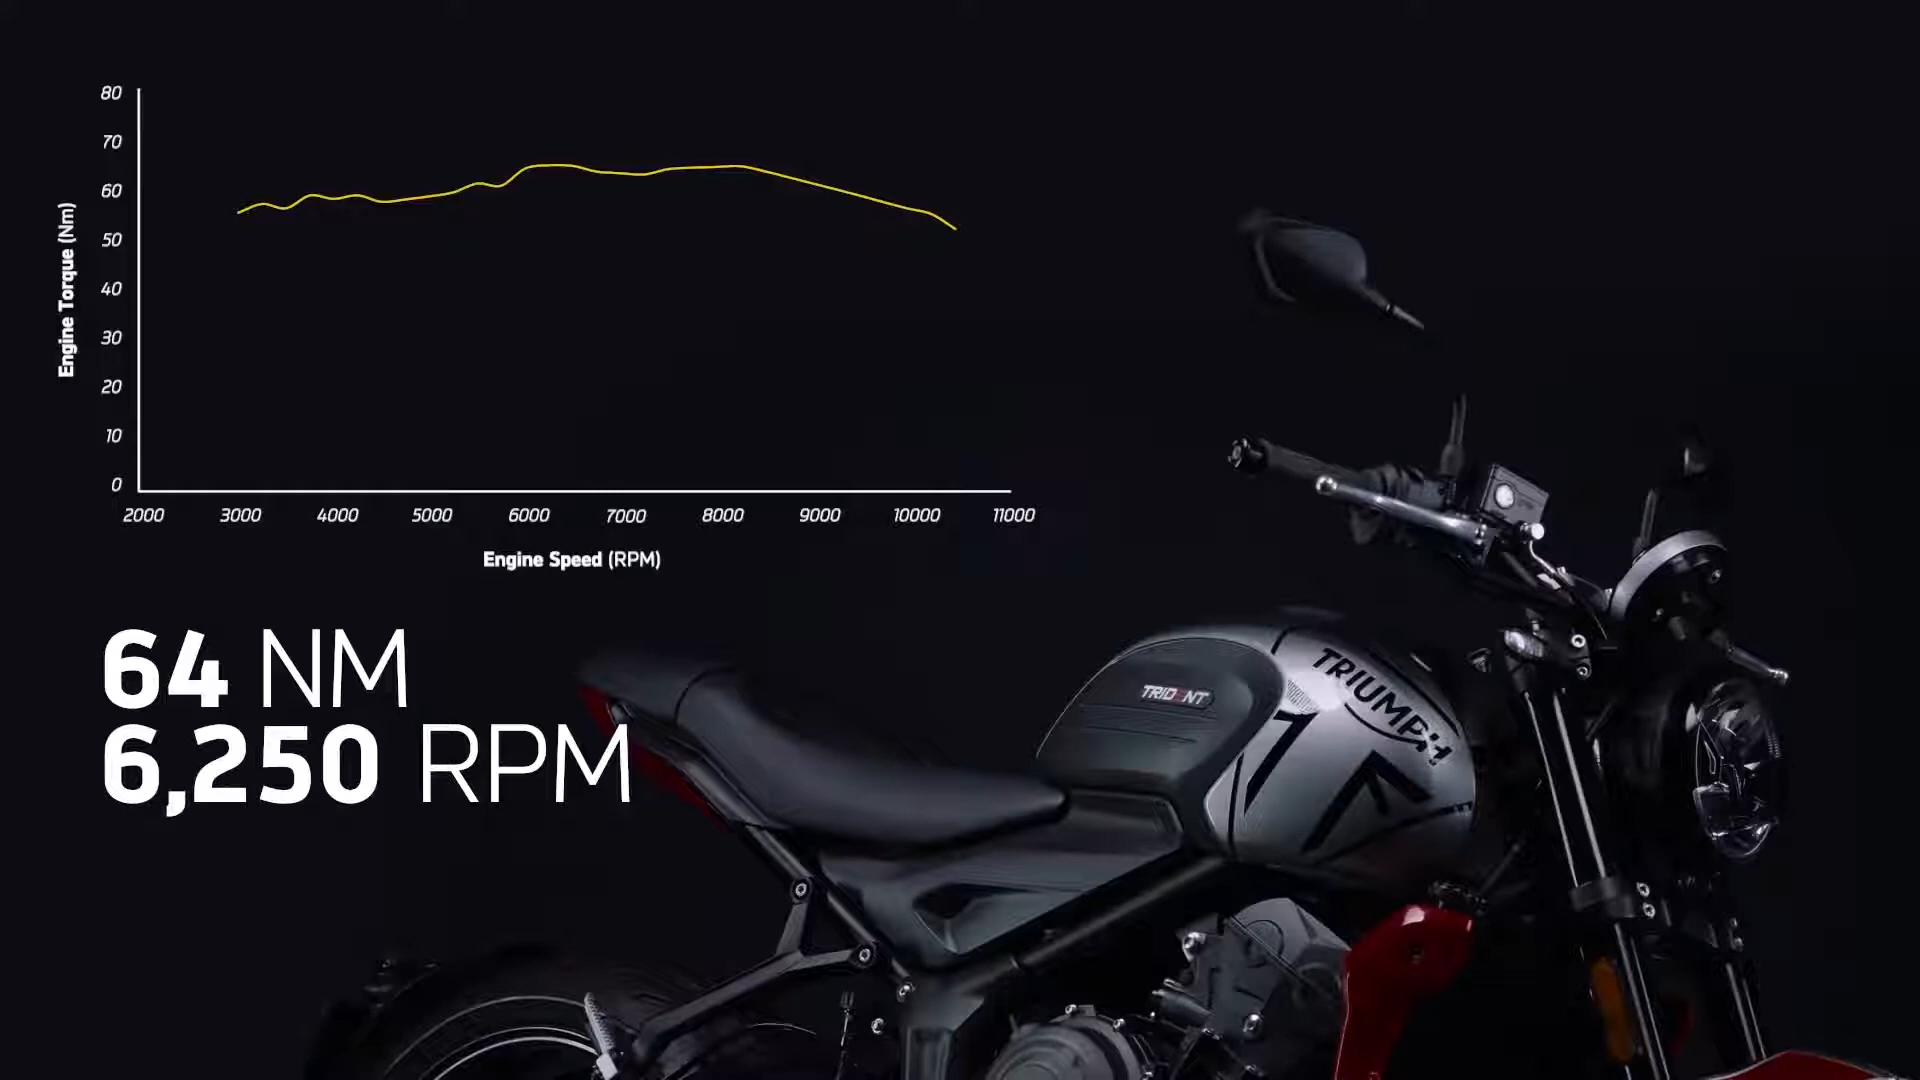 80
70
60
50
40
30
20
10
0
Engine Torque (Nm)
2000 3000 4000 5000 6000 7000 8000 9000 10000 11000
Engine Speed (RPM)
64 NM
6,250 RPM
TRIDENT
TRIUMPH